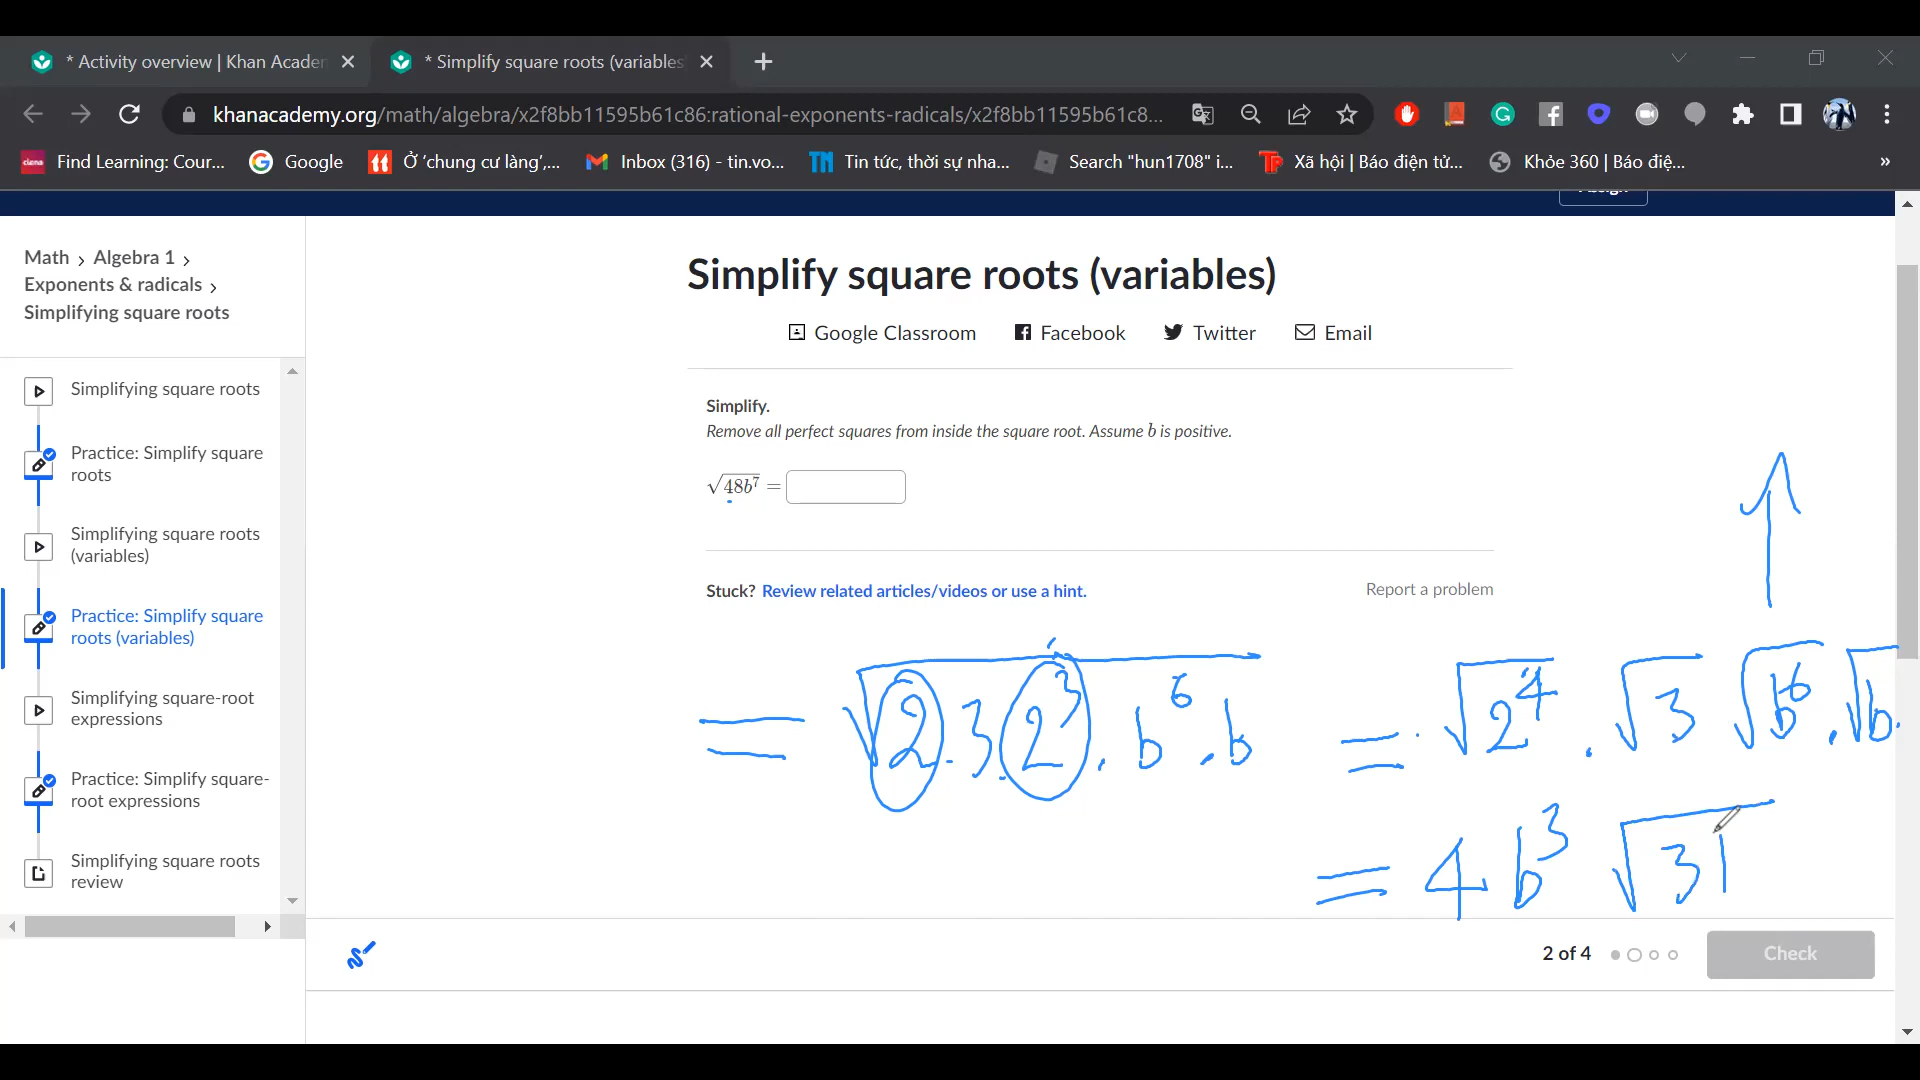 * Activity overview | Khan Acader
* Simplify square roots (variables
khanacademy.org/math/algebra/x2f8bb11595b61c86:rational-exponents-radicals/x2f8bb11595b61c8...
Find Learning: Cour...
Google
Ở 'chung cư làng',...
Inbox (316) - tin.vo...
Tin tức, thời sự nha...
Search "hun1708" i...
Xã hội | Báo điện tử...
Khỏe 360 | Báo điệ...
»
Math > Algebra 1 >
Exponents & radicals >
Simplifying square roots
Simplifying square roots
Practice: Simplify square
roots
Simplifying square roots
(variables)
Practice: Simplify square
roots (variables)
Simplifying square-root
expressions
Practice: Simplify square-
root expressions
Simplifying square roots
review
Simplify square roots (variables)
Google Classroom Facebook Twitter Email
Simplify.
Remove all perfect squares from inside the square root. Assume b is positive.
√48b⁷ =
Stuck? Review related articles/videos or use a hint.
Report a problem
= √2.3.2³.b⁶.b = √2⁴.√3 √b⁶.√b.
= 4 b³ √3
2 of 4
Check